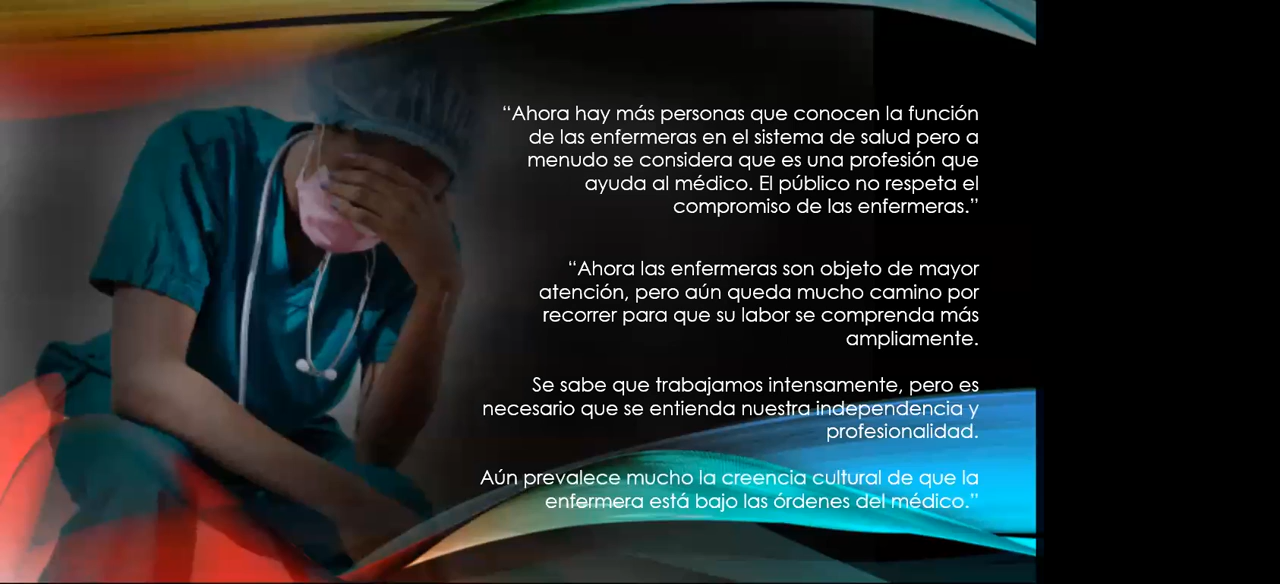 “Ahora hay más personas que conocen la función
de las enfermeras en el sistema de salud pero a
menudo se considera que es una profesión que
ayuda al médico. El público no respeta el
compromiso de las enfermeras.”
“Ahora las enfermeras son objeto de mayor
atención, pero aún queda mucho camino por
recorrer para que su labor se comprenda más
ampliamente.
Se sabe que trabajamos intensamente, pero es
necesario que se entienda nuestra independencia y
profesionalidad.
Aún prevalece mucho la creencia cultural de que la
enfermera está bajo las órdenes del médico.”